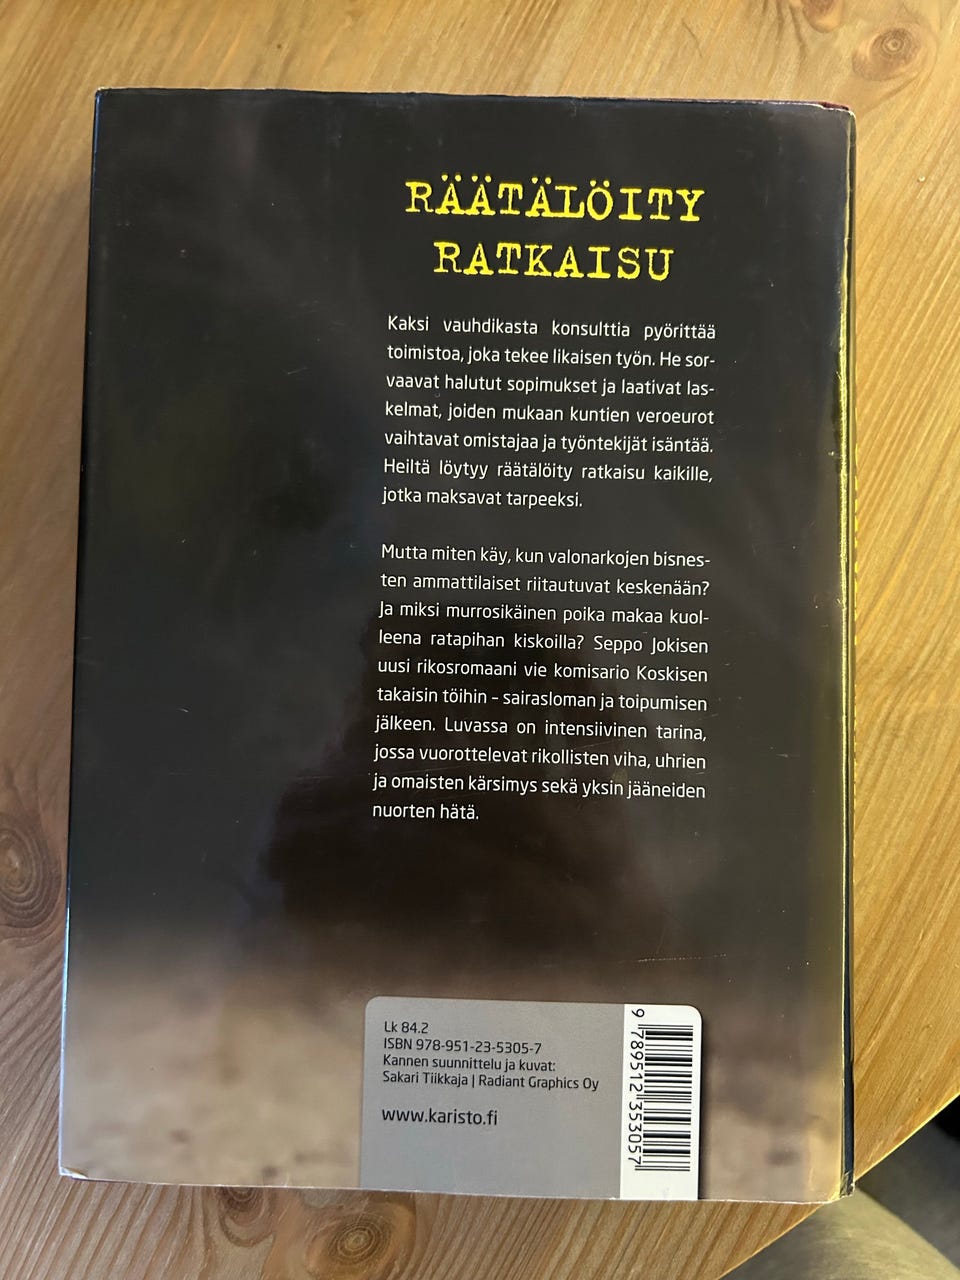 RÄÄTÄLÖITY
RATKAISU
Kaksi vauhdikasta konsulttia pyörittää
toimistoa, joka tekee likaisen työn. He sor-
vaavat halutut sopimukset ja laativat las-
kelmat, joiden mukaan kuntien veroeurot
vaihtavat omistajaa ja työntekijät isäntää.
Heiltä löytyy räätälöity ratkaisu kaikille,
jotka maksavat tarpeeksi.
Mutta miten käy, kun valonarkojen bisnes-
ten ammattilaiset riitautuvat keskenään?
Ja miksi murrosikäinen poika makaa kuol-
leena ratapihan kiskoilla? Seppo Jokisen
uusi rikosromaani vie komisario Koskisen
takaisin töihin – sairasloman ja toipumisen
jälkeen. Luvassa on intensiivinen tarina,
jossa vuorottelevat rikollisten viha, uhrien
ja omaisten kärsimys sekä yksin jääneiden
nuorten hätä.
Lk 84.2
ISBN 978-951-23-5305-7
Kannen suunnittelu ja kuvat:
Sakari Tiikkaja | Radiant Graphics Oy
www.karisto.fi
9 789512 353057